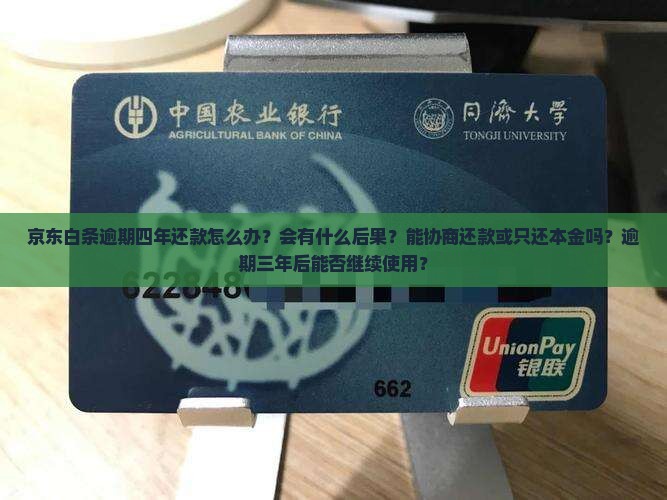 中国农业银行
AGRICULTURAL BANK OF CHINA
同濟大学
TONGJI UNIVERSITY
京东白条逾期四年还款怎么办？会有什么后果？能协商还款或只还本金吗？逾
期三年后能否继续使用？
622848
662
UnionPay
银联